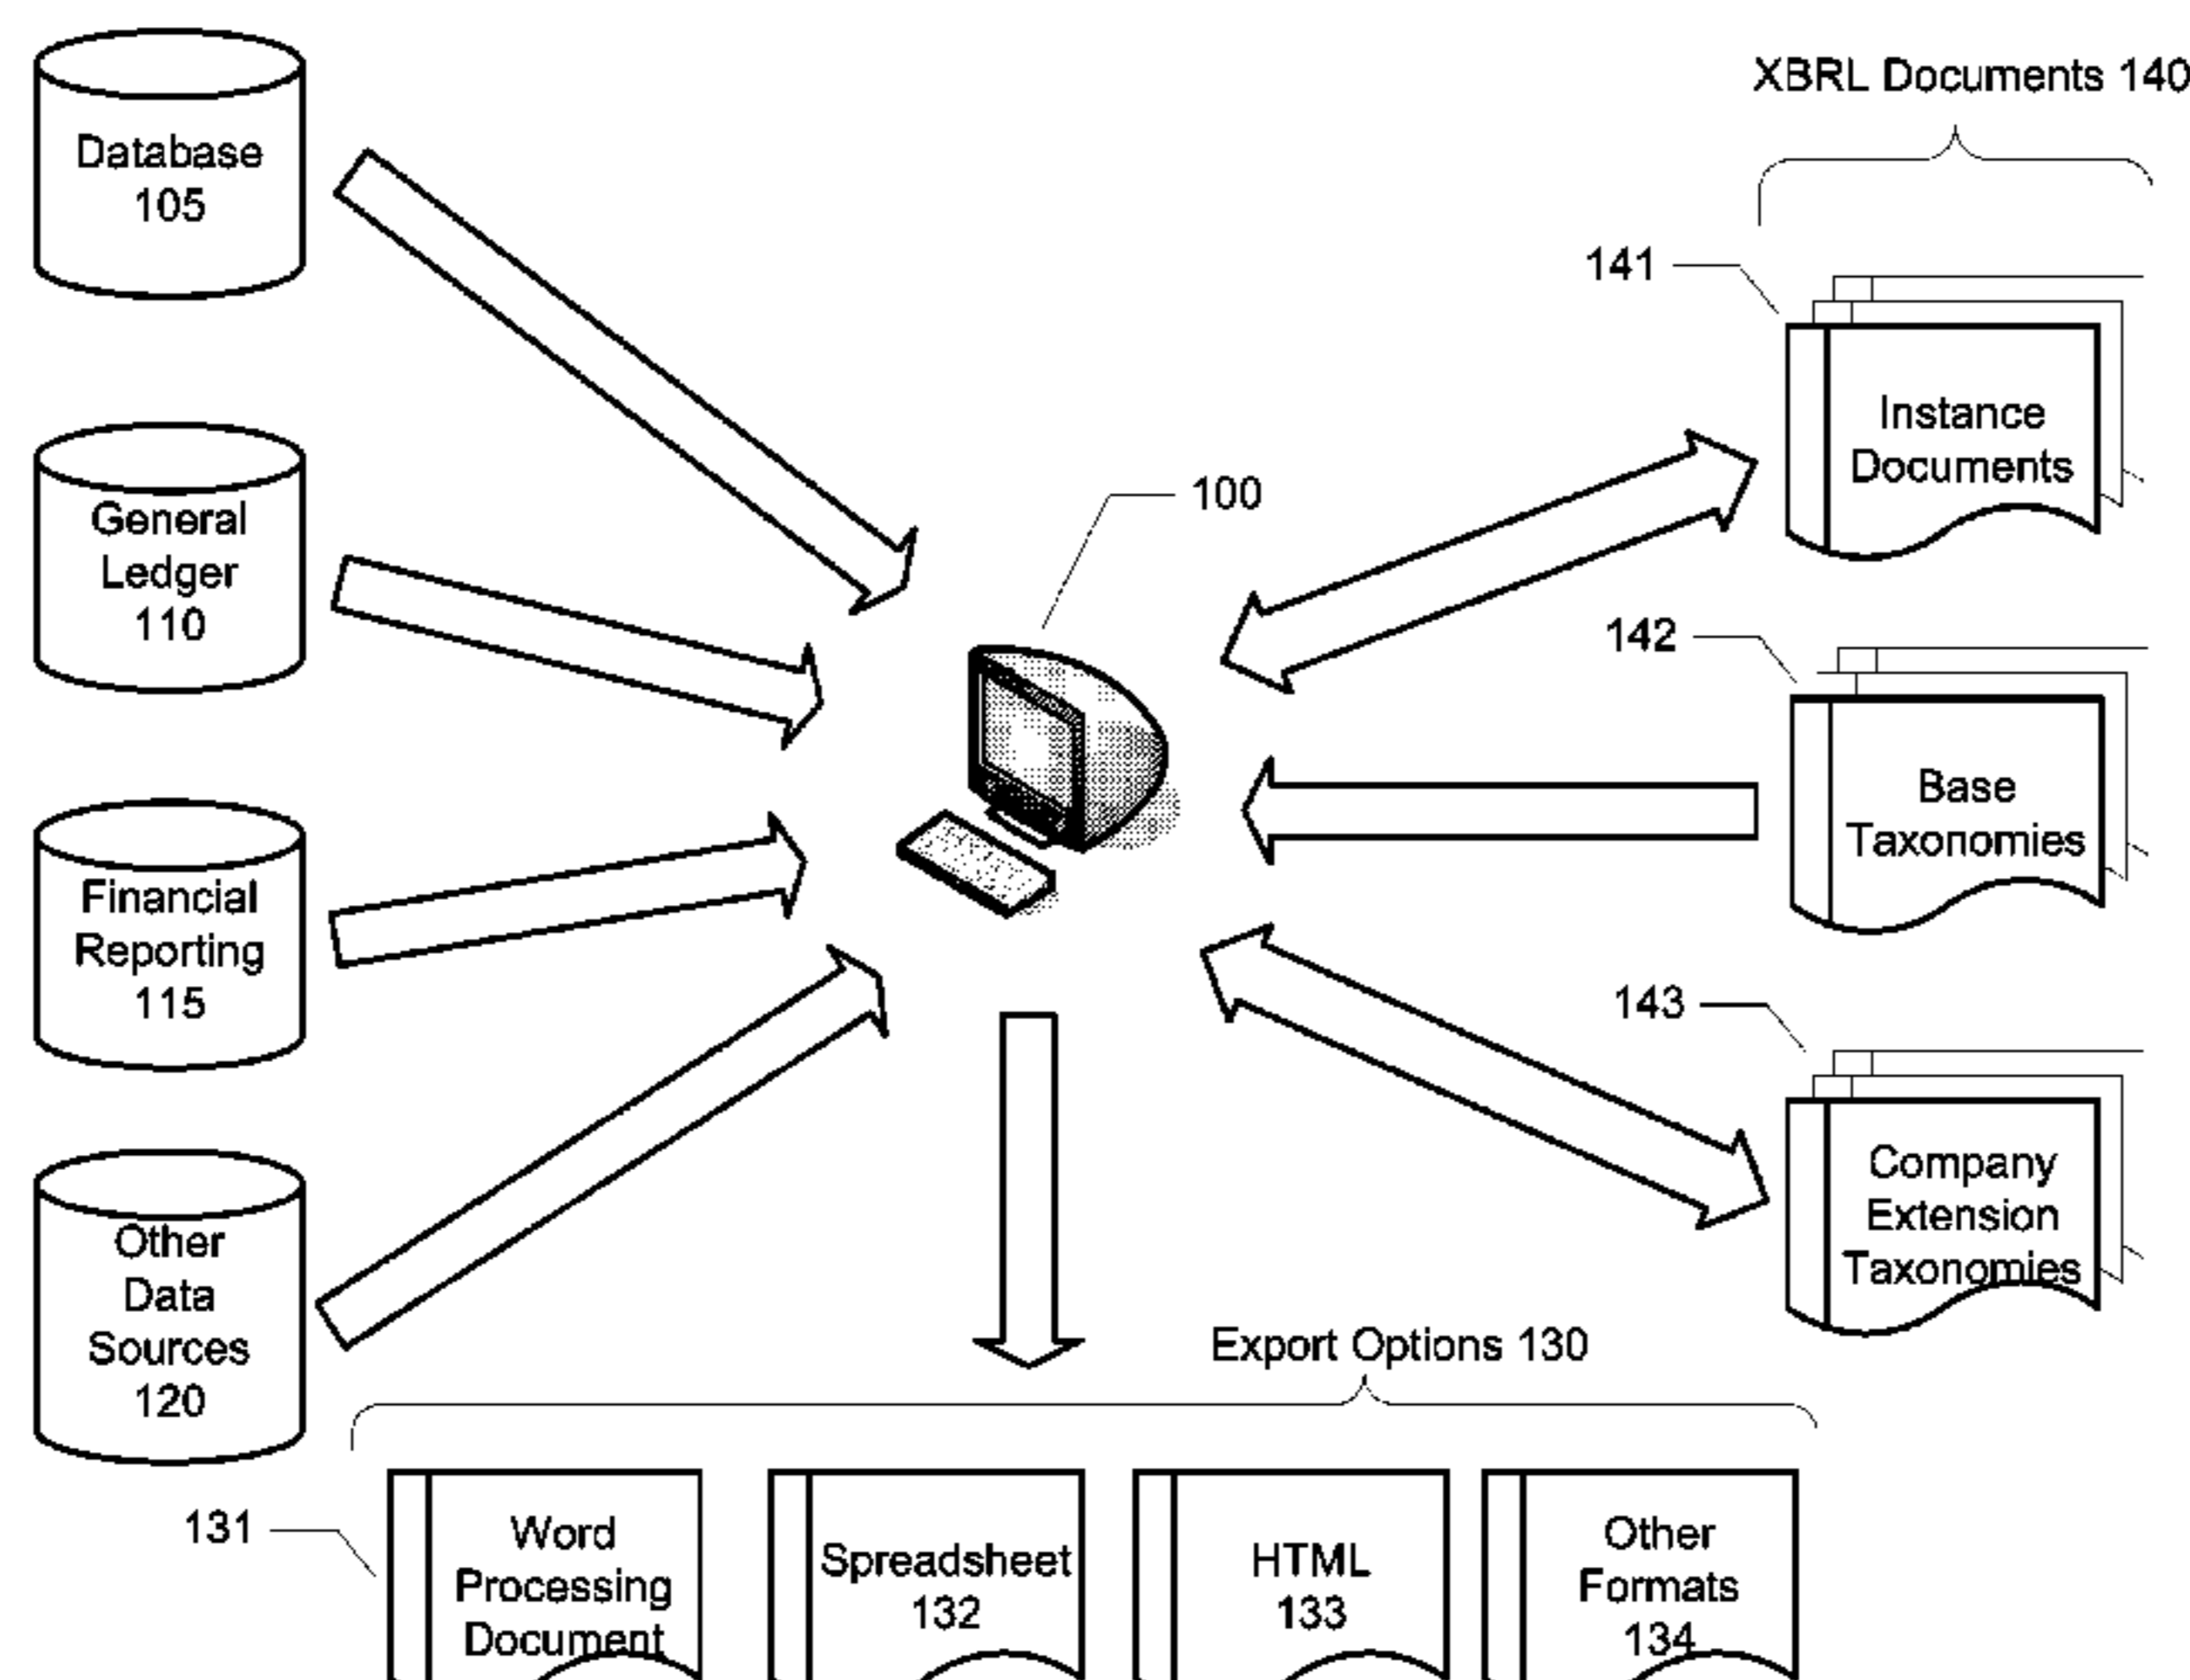 Database
105
General
Ledger
110
Financial
Reporting
115
Other
Data
Sources
120
100
XBRL Documents 140
141
Instance
Documents
142
Base
Taxonomies
143
Company
Extension
Taxonomies
Export Options 130
131
Word
Processing
Document
Spreadsheet
132
HTML
133
Other
Formats
134